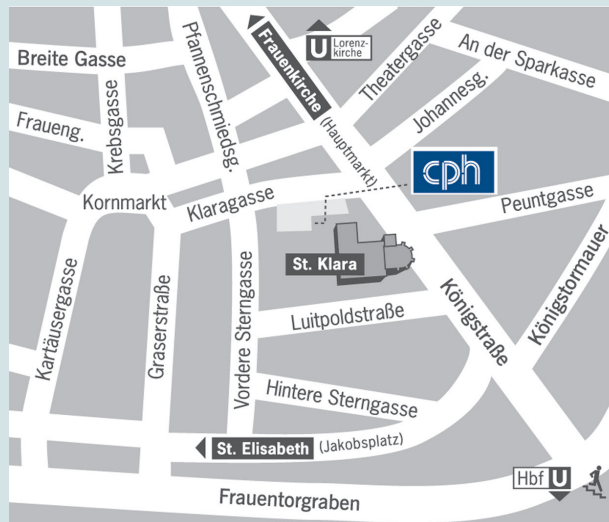 U Lorenz-
kirche
Breite Gasse
Pfannenschmiedsg.
Frauenkirche
(Hauptmarkt)
Theatergasse
An der Sparkasse
Krebsgasse
Fraueng.
Johannesg.
cph
Kornmarkt
Klaragasse
Peuntgasse
St. Klara
Kartäusergasse
Graserstraße
Vordere Sterngasse
Luitpoldstraße
Königstraße
Königstormauer
Hintere Sterngasse
St. Elisabeth (Jakobsplatz)
Hbf U
Frauentorgraben